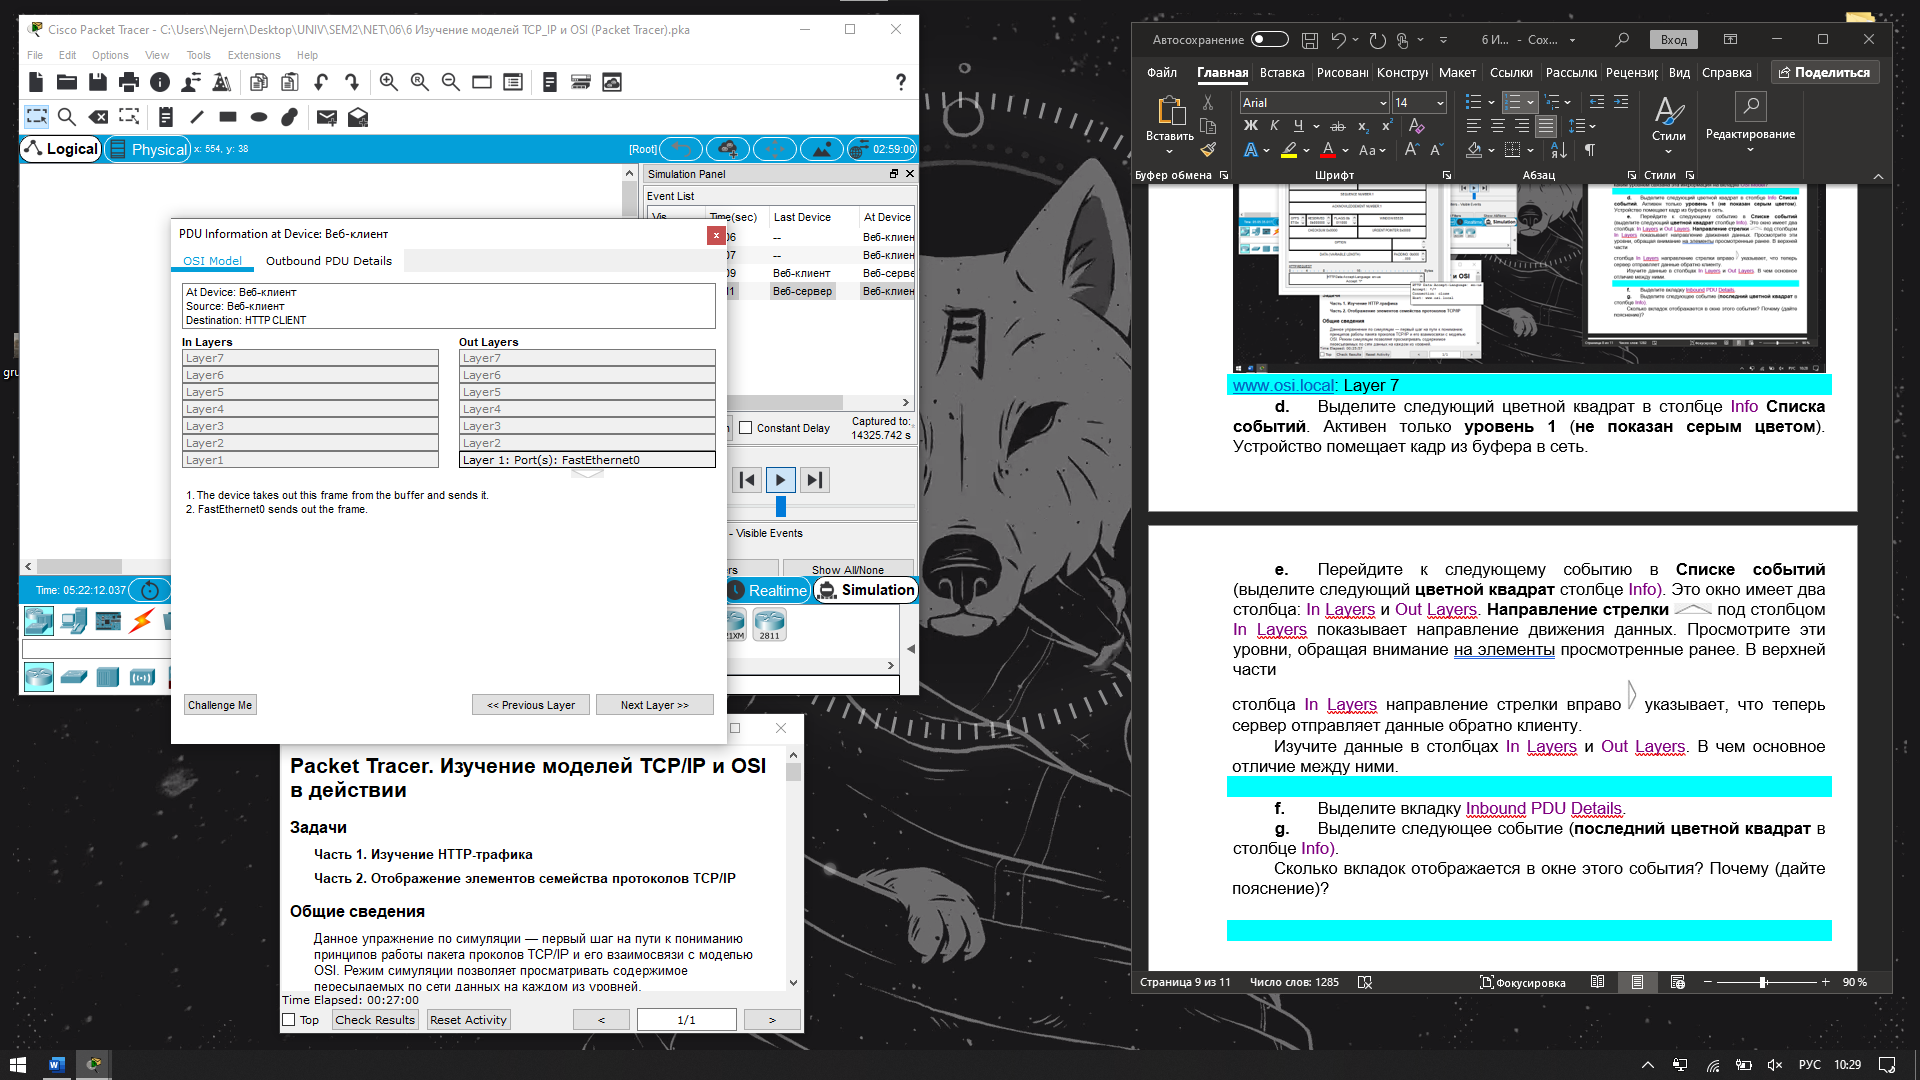 Cisco Packet Tracer - C:\Users\Nejern\Desktop\UNIV\SEM2\NET\06\6 Изучение моделей TCP_IP и OSI (Packet Tracer).pka
File Edit Options View Tools Extensions Help
Logical Physical x: 554, y: 38 [Root] 02:59:00
Simulation Panel
Event List
Vis. Time(sec) Last Device At Device
-- Веб-клиен
-- Веб-клиен
Веб-клиент Веб-серве
Веб-сервер Веб-клиен
Constant Delay Captured to:
14325.742 s
- Visible Events
Show All/None
Time: 05:22:12.037 Realtime Simulation
2811
PDU Information at Device: Веб-клиент
OSI Model Outbound PDU Details
At Device: Веб-клиент
Source: Веб-клиент
Destination: HTTP CLIENT
In Layers Out Layers
Layer7 Layer7
Layer6 Layer6
Layer5 Layer5
Layer4 Layer4
Layer3 Layer3
Layer2 Layer2
Layer1 Layer 1: Port(s): FastEthernet0
1. The device takes out this frame from the buffer and sends it.
2. FastEthernet0 sends out the frame.
Challenge Me << Previous Layer Next Layer >>
Packet Tracer. Изучение моделей TCP/IP и OSI
в действии
Задачи
Часть 1. Изучение HTTP-трафика
Часть 2. Отображение элементов семейства протоколов TCP/IP
Общие сведения
Данное упражнение по симуляции — первый шаг на пути к пониманию
принципов работы пакета проколов TCP/IP и его взаимосвязи с моделью
OSI. Режим симуляции позволяет просматривать содержимое
пересылаемых по сети данных на каждом из уровней.
Time Elapsed: 00:27:00
Top Check Results Reset Activity < 1/1 >
Автосохранение 6 И... - Сох... Вход
Файл Главная Вставка Рисован Конструк Макет Ссылки Рассылки Рецензир Вид Справка Поделиться
Arial 14
Вставить Ж К Ч ab x x Стили Редактирование
Буфер обмена Шрифт Абзац Стили
www.osi.local: Layer 7
d. Выделите следующий цветной квадрат в столбце Info Списка
событий. Активен только уровень 1 (не показан серым цветом).
Устройство помещает кадр из буфера в сеть.
e. Перейдите к следующему событию в Списке событий
(выделите следующий цветной квадрат столбце Info). Это окно имеет два
столбца: In Layers и Out Layers. Направление стрелки под столбцом
In Layers показывает направление движения данных. Просмотрите эти
уровни, обращая внимание на элементы просмотренные ранее. В верхней
части
столбца In Layers направление стрелки вправо указывает, что теперь
сервер отправляет данные обратно клиенту.
Изучите данные в столбцах In Layers и Out Layers. В чем основное
отличие между ними.
f. Выделите вкладку Inbound PDU Details.
g. Выделите следующее событие (последний цветной квадрат в
столбце Info).
Сколько вкладок отображается в окне этого события? Почему (дайте
пояснение)?
Страница 9 из 11 Число слов: 1285 Фокусировка 90 %
РУС 10:29